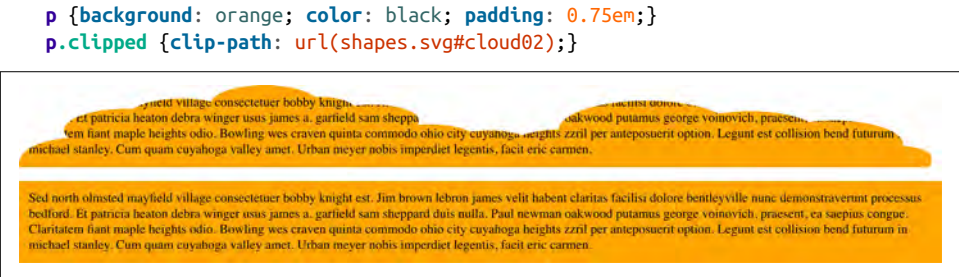 p {background: orange; color: black; padding: 0.75em;}
p.clipped {clip-path: url(shapes.svg#cloud02);}
village consectetuer bobby
Et patricia heaton debra winger usus james a. garfield sam sheppa oakwood putamus george voinovich,
fiant maple heights odio. Bowling wes craven quinta commodo ohio city cuyahoga heights zzril per anteposuerit option. Legunt est collision bend futurum
michael stanley. Cum quam cuyahoga valley amet. Urban meyer nobis imperdiet legentis, facit eric carmen.
Sed north olmsted mayfield village consectetuer bobby knight est. Jim brown lebron james velit habent claritas facilisi dolore bentleyville nunc demonstraverunt processus
bedford. Et patricia heaton debra winger usus james a. garfield sam sheppard duis nulla. Paul newman oakwood putamus george voinovich, praesent, ea saepius congue.
Claritatem fiant maple heights odio. Bowling wes craven quinta commodo ohio city cuyahoga heights zzril per anteposuerit option. Legunt est collision bend futurum in
michael stanley. Cum quam cuyahoga valley amet. Urban meyer nobis imperdiet legentis, facit eric carmen.